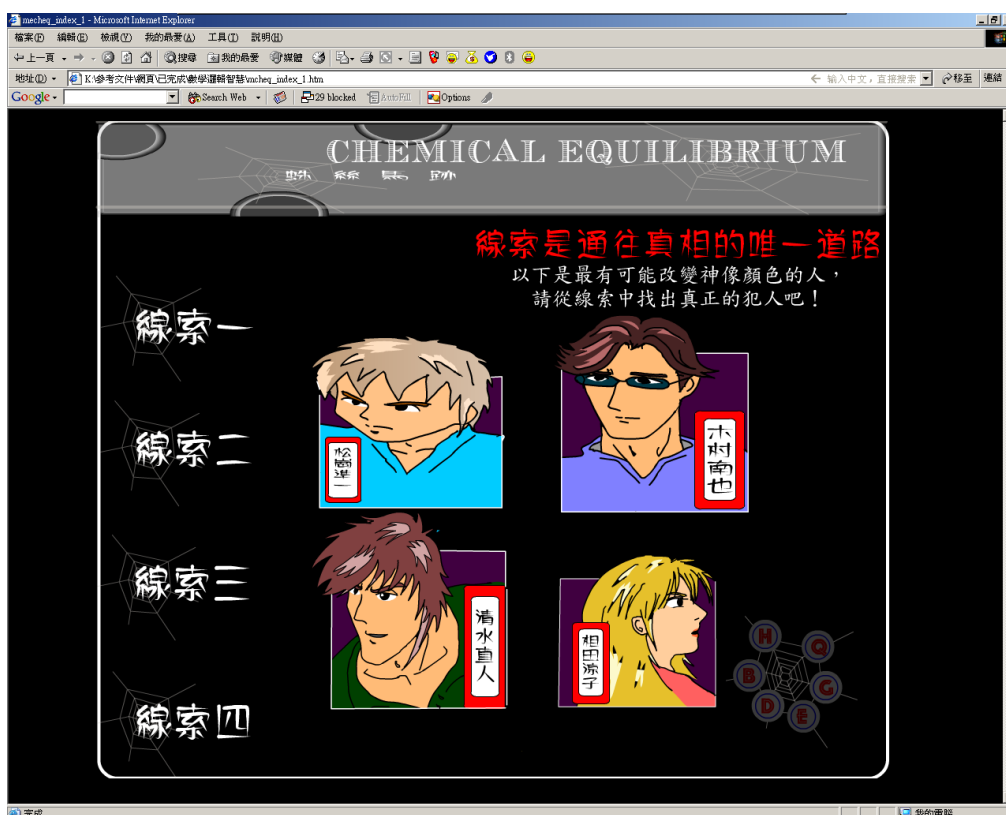 mecheq_index_1 - Microsoft Internet Explorer
檔案(F) 編輯(E) 檢視(V) 我的最愛(A) 工具(T) 說明(H)
上一頁 搜尋 我的最愛 媒體
地址(D) K:\參考文件\網頁\已完成\數學邏輯智慧\mcheq_index_1.htm 輸入中文，直接搜索 移至 連結
Google Search Web 29 blocked AutoFill Options
CHEMICAL EQUILIBRIUM
蛛絲馬跡
線索是通往真相的唯一道路
以下是最有可能改變神像顏色的人，
請從線索中找出真正的犯人吧！
線索一
線索二
線索三
線索四
松崗準一
木村南也
清水直人
相田涼子
H Q
B G
D E
完成 我的電腦